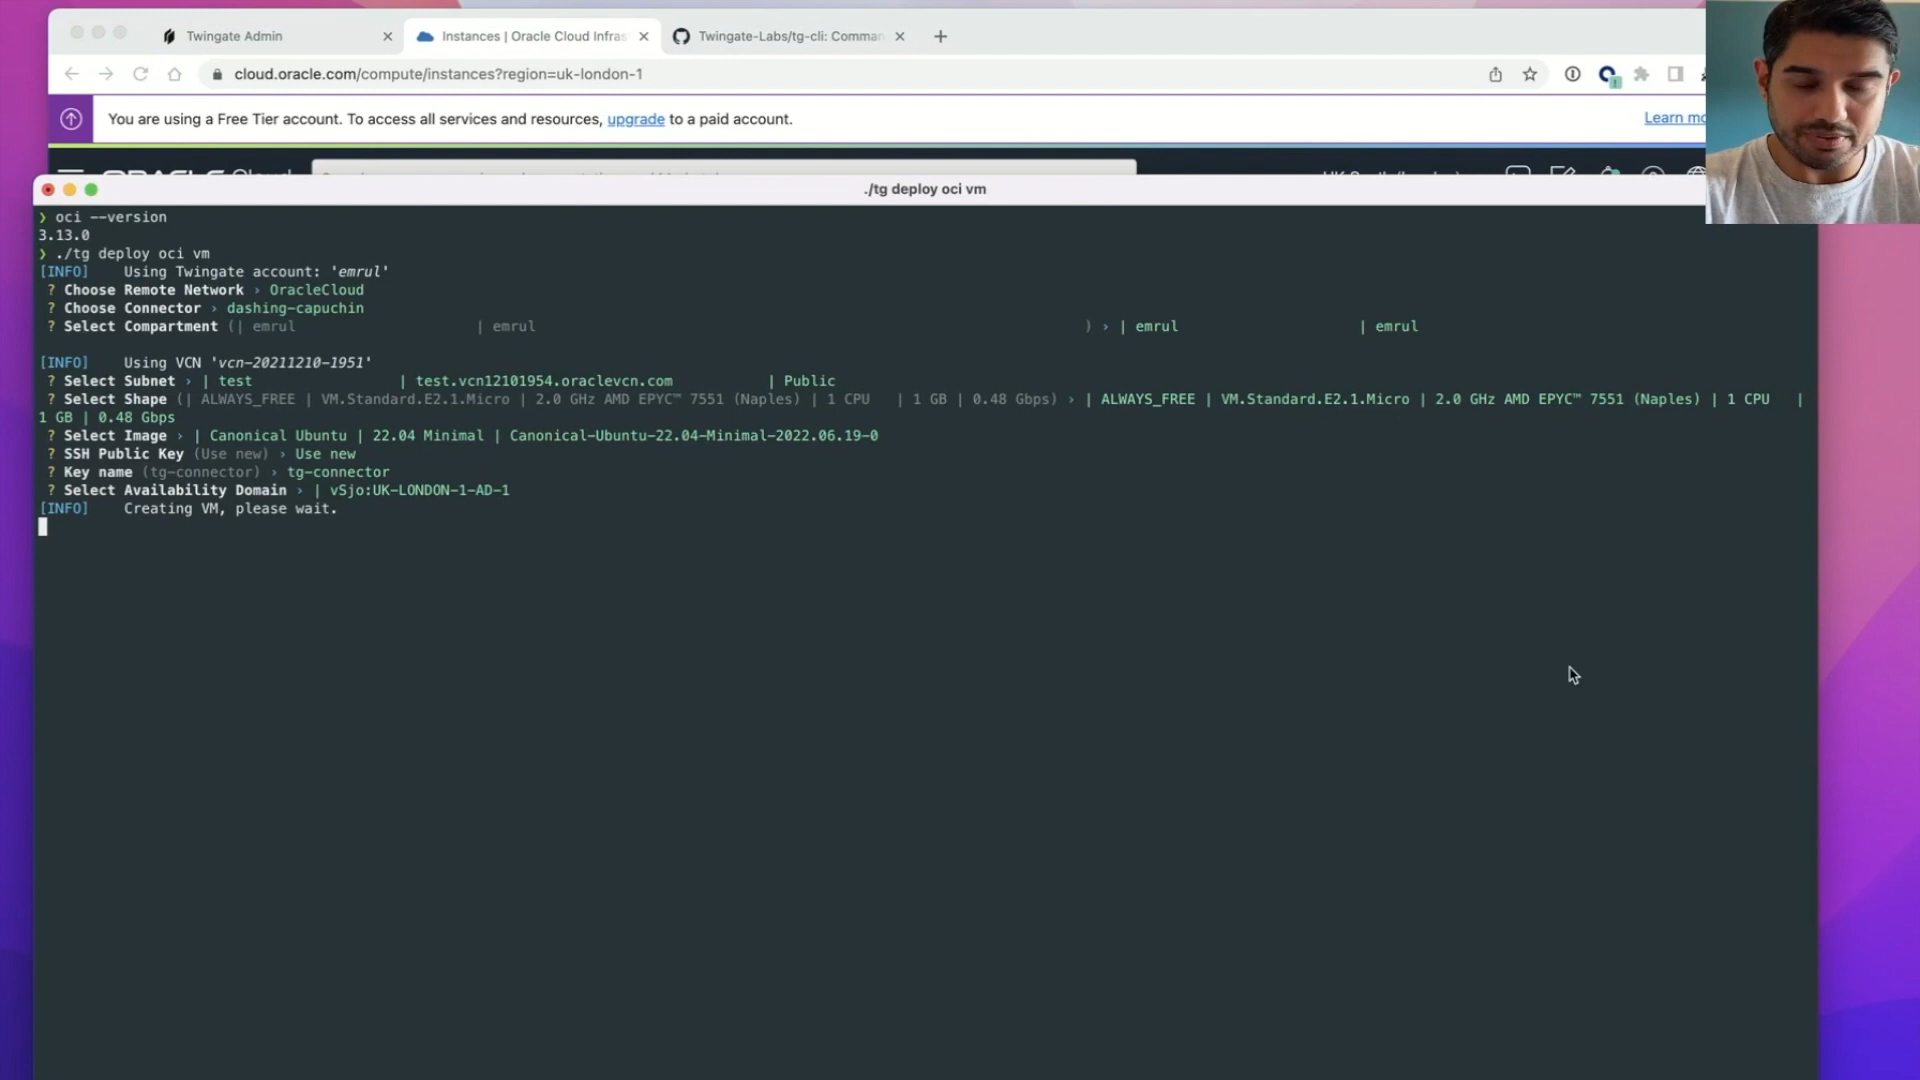 Twingate Admin
Instances | Oracle Cloud Infras
Twingate-Labs/tg-cli: Comman
cloud.oracle.com/compute/instances?region=uk-london-1
You are using a Free Tier account. To access all services and resources, upgrade to a paid account.
Learn mo
ORACLE Cloud
./tg deploy oci vm
❯ oci --version
3.13.0
❯ ./tg deploy oci vm
[INFO] Using Twingate account: 'emrul'
? Choose Remote Network › OracleCloud
? Choose Connector › dashing-capuchin
? Select Compartment (| emrul | emrul ) › | emrul | emrul
[INFO] Using VCN 'vcn-20211210-1951'
? Select Subnet › | test | test.vcn12101954.oraclevcn.com | Public
? Select Shape (| ALWAYS_FREE | VM.Standard.E2.1.Micro | 2.0 GHz AMD EPYC™ 7551 (Naples) | 1 CPU | 1 GB | 0.48 Gbps) › | ALWAYS_FREE | VM.Standard.E2.1.Micro | 2.0 GHz AMD EPYC™ 7551 (Naples) | 1 CPU |
1 GB | 0.48 Gbps
? Select Image › | Canonical Ubuntu | 22.04 Minimal | Canonical-Ubuntu-22.04-Minimal-2022.06.19-0
? SSH Public Key (Use new) › Use new
? Key name (tg-connector) › tg-connector
? Select Availability Domain › | vSjo:UK-LONDON-1-AD-1
[INFO] Creating VM, please wait.